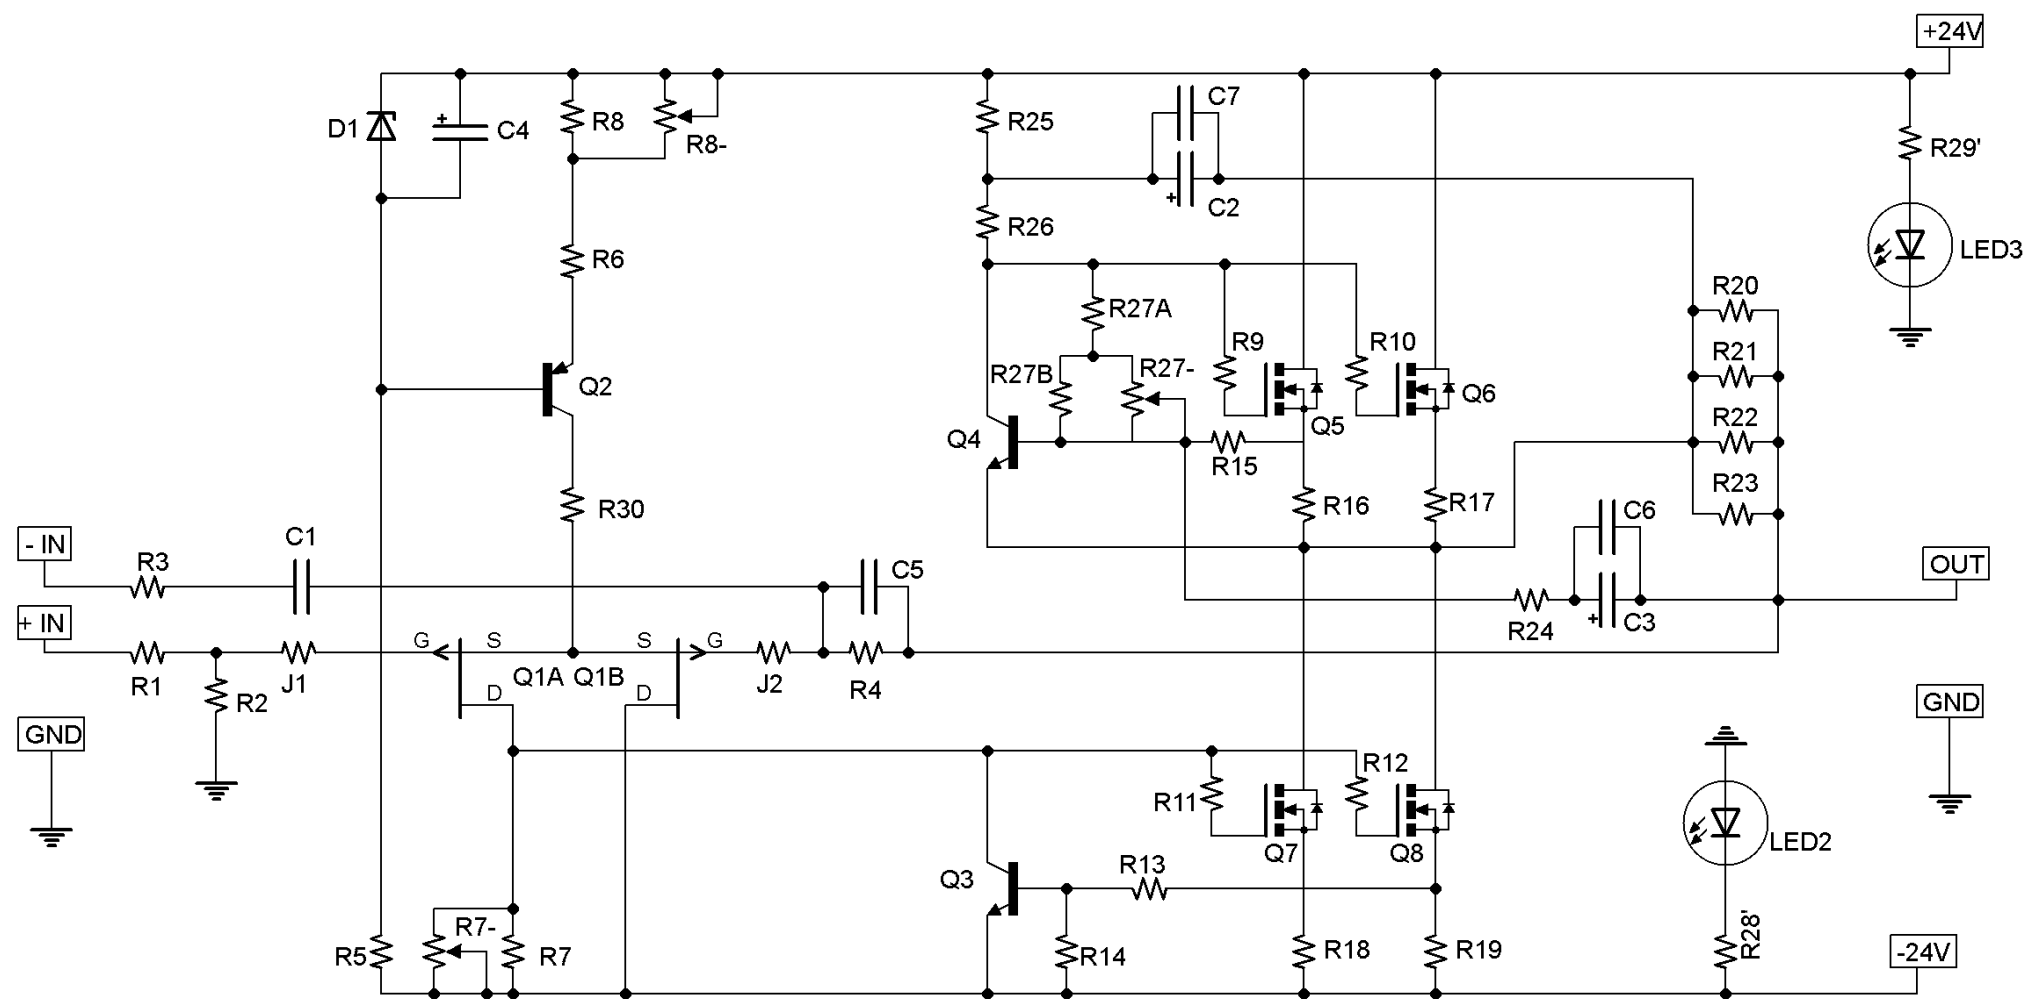 +24V
D1
+
C4
R8
R8-
R25
C7
+
C2
R29'
LED3
R6
R26
R20
R27A
R21
R9
R10
R27B
R27-
Q2
Q6
Q5
R22
Q4
R15
R23
R30
R16
R17
C6
- IN
R3
C1
C5
OUT
+ IN
R24
+
C3
G
S
S
G
R1
R2
J1
Q1A
Q1B
D
D
J2
R4
GND
GND
R11
R12
Q7
Q8
LED2
Q3
R13
R5
R7-
R7
R14
R18
R19
R28'
-24V